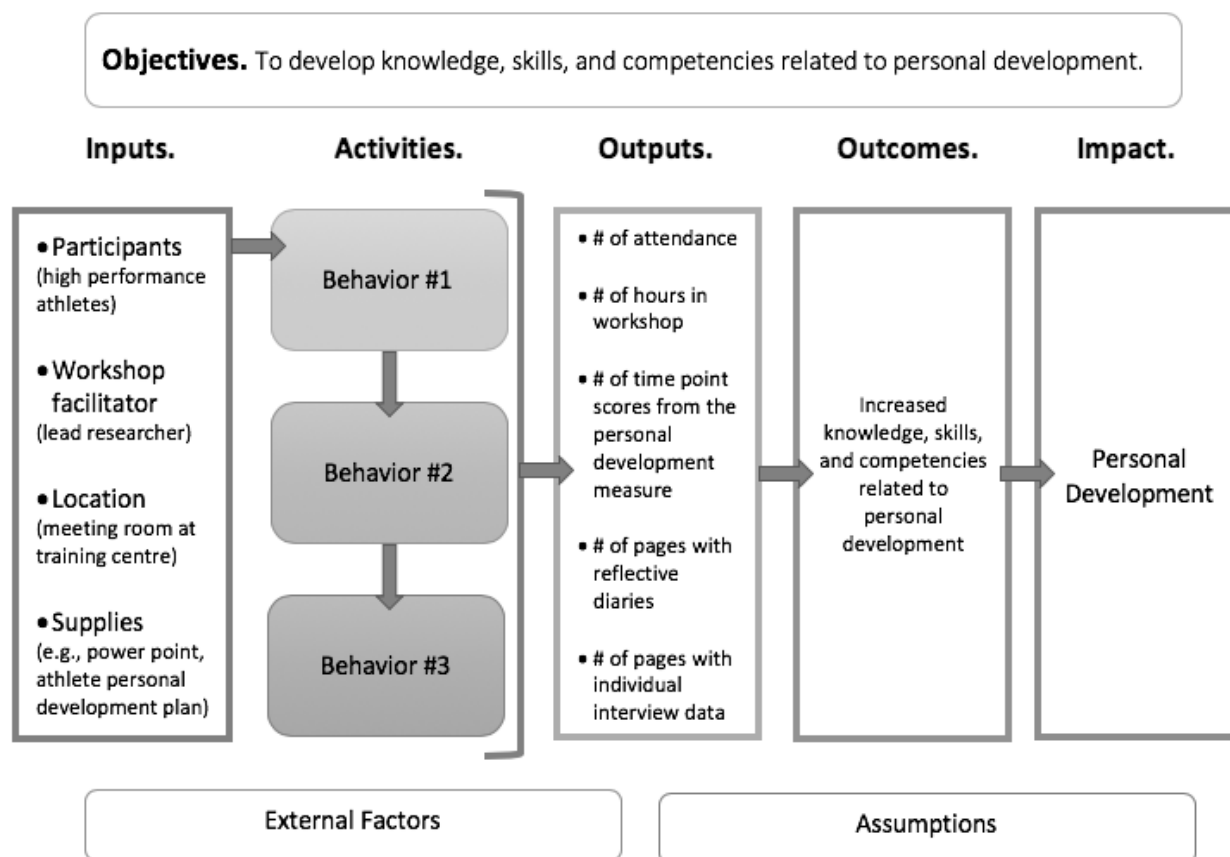 Objectives. To develop knowledge, skills, and competencies related to personal development.
Inputs.
Activities.
Outputs.
Outcomes.
Impact.
• Participants
(high performance
athletes)
• Workshop
facilitator
(lead researcher)
• Location
(meeting room at
training centre)
• Supplies
(e.g., power point,
athlete personal
development plan)
Behavior #1
Behavior #2
Behavior #3
• # of attendance
• # of hours in
workshop
• # of time point
scores from the
personal
development
measure
• # of pages with
reflective
diaries
• # of pages with
individual
interview data
Increased
knowledge, skills,
and competencies
related to
personal
development
Personal
Development
External Factors
Assumptions